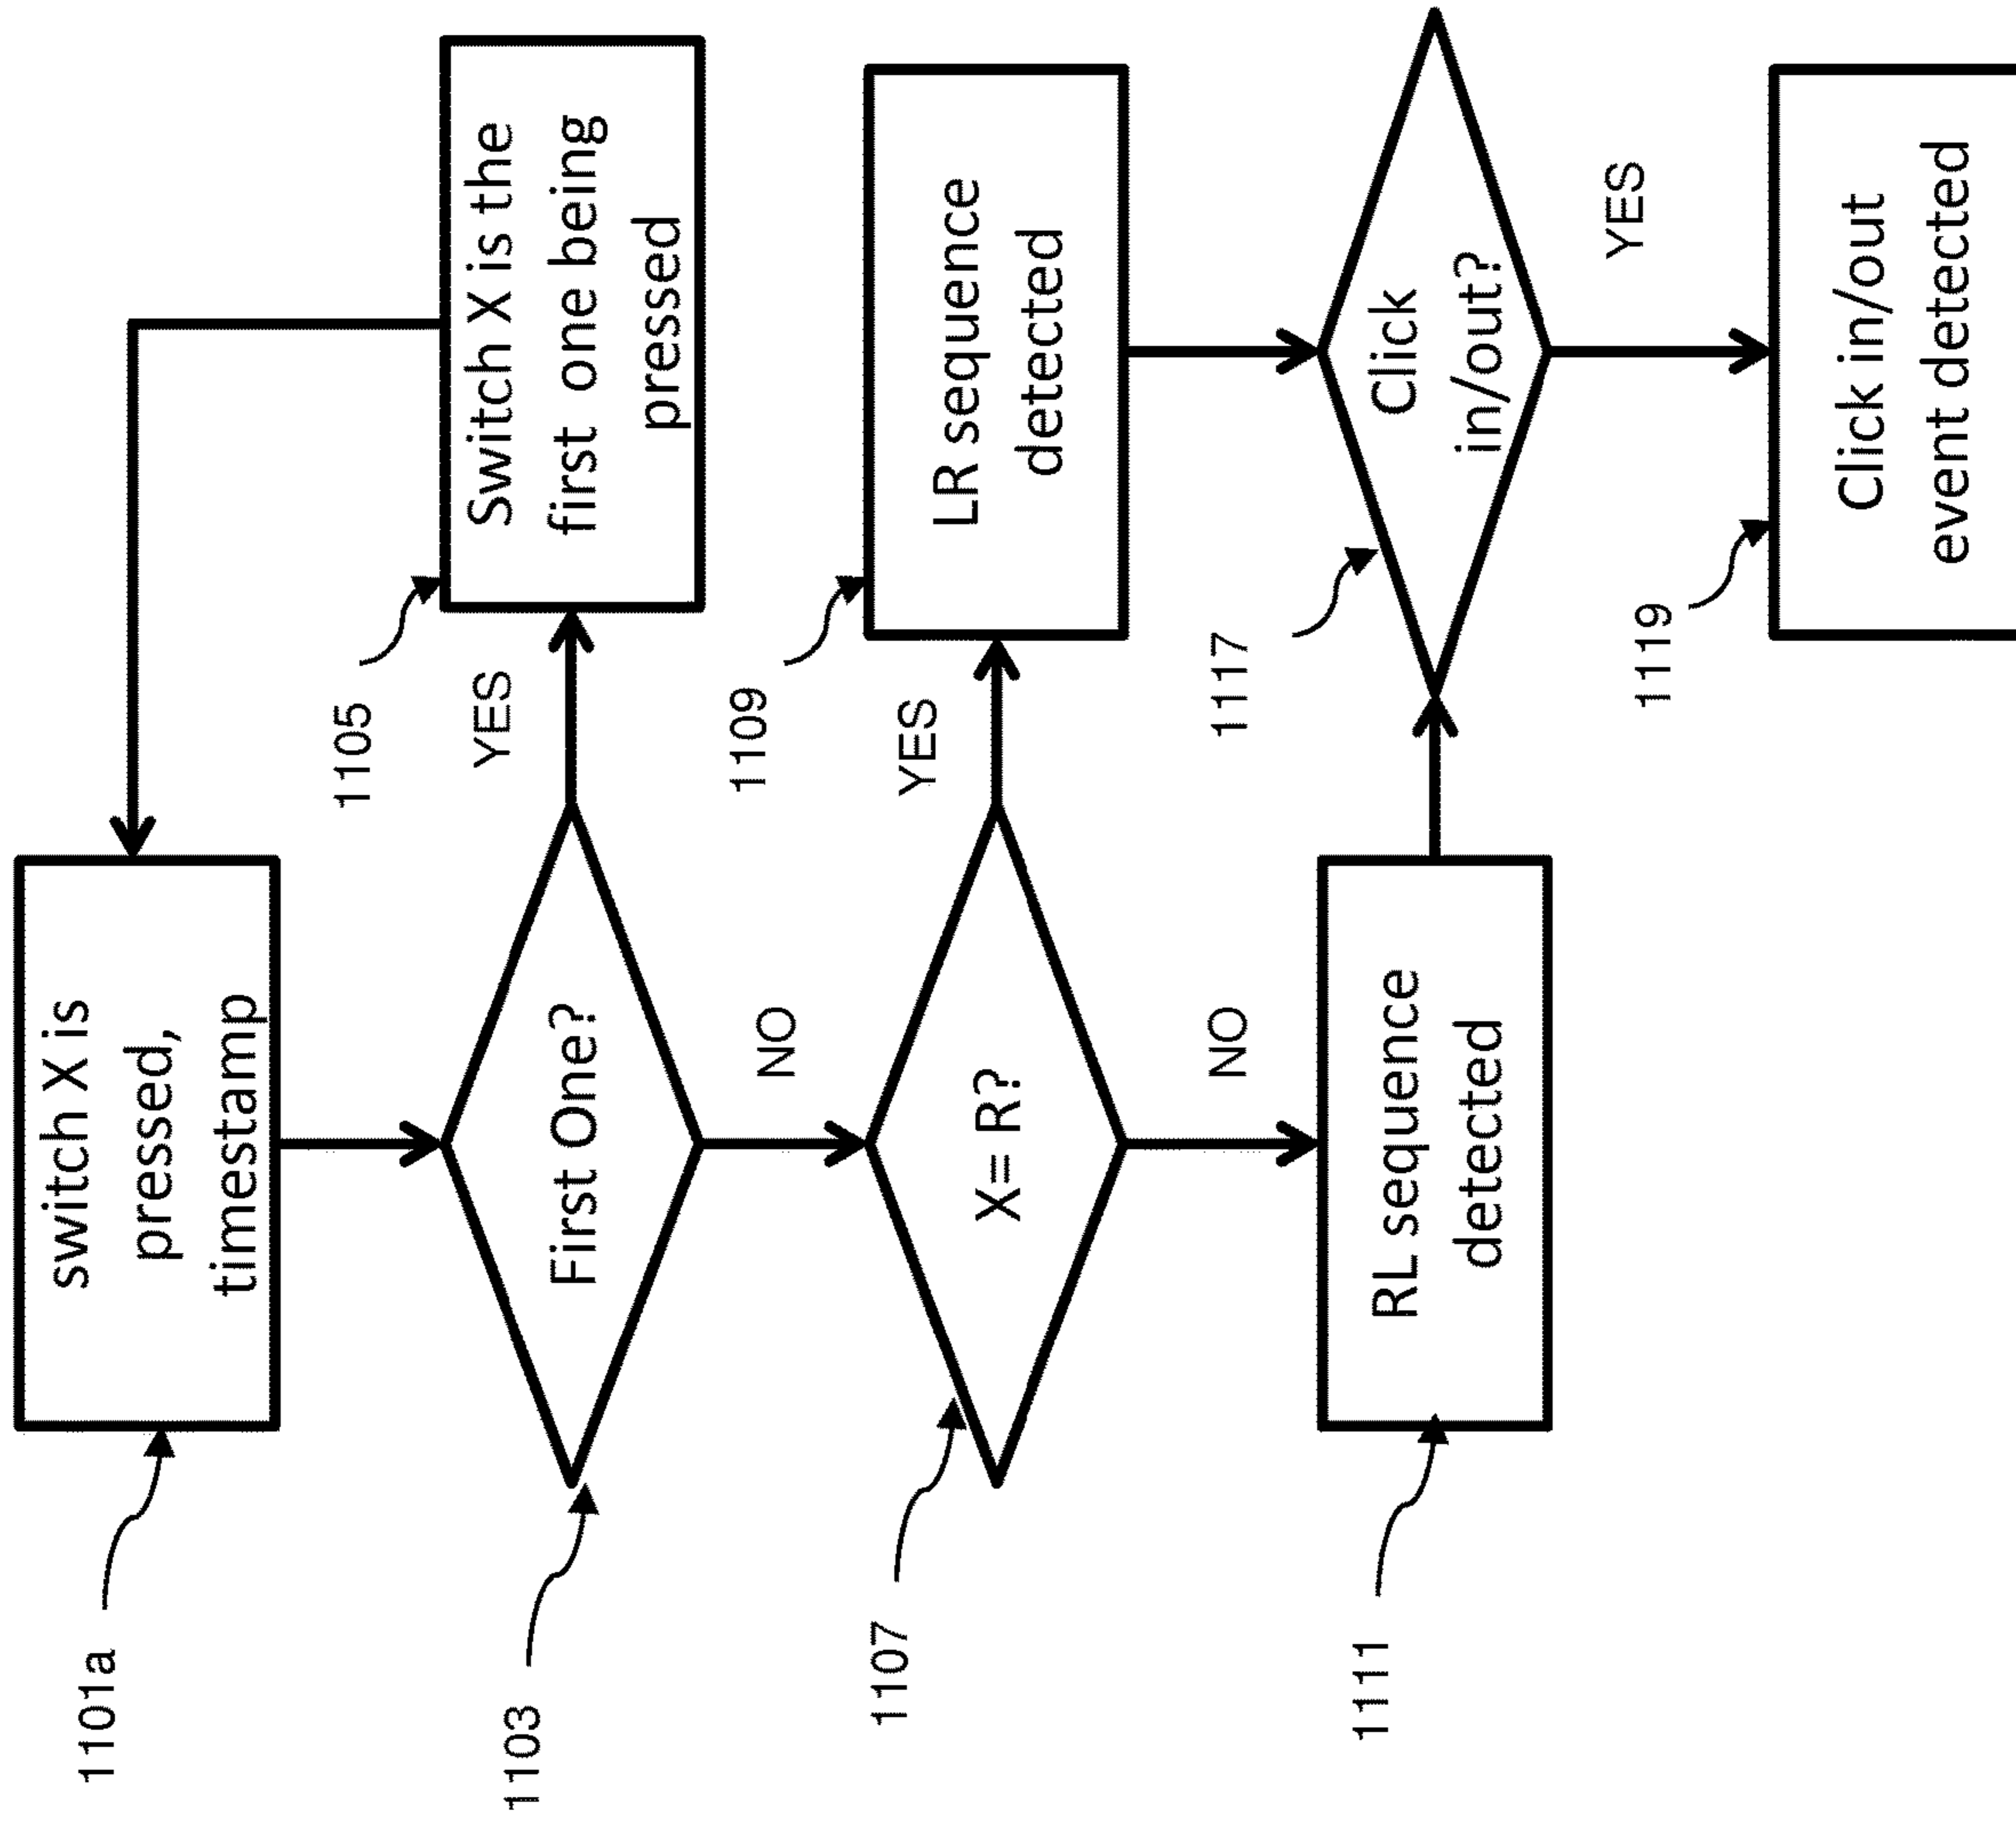 1101a
switch X is
pressed,
timestamp
1103
First One?
YES
1105
Switch X is the
first one being
pressed
NO
1107
X= R?
YES
1109
LR sequence
detected
NO
1111
RL sequence
detected
1117
Click
in/out?
YES
1119
Click in/out
event detected